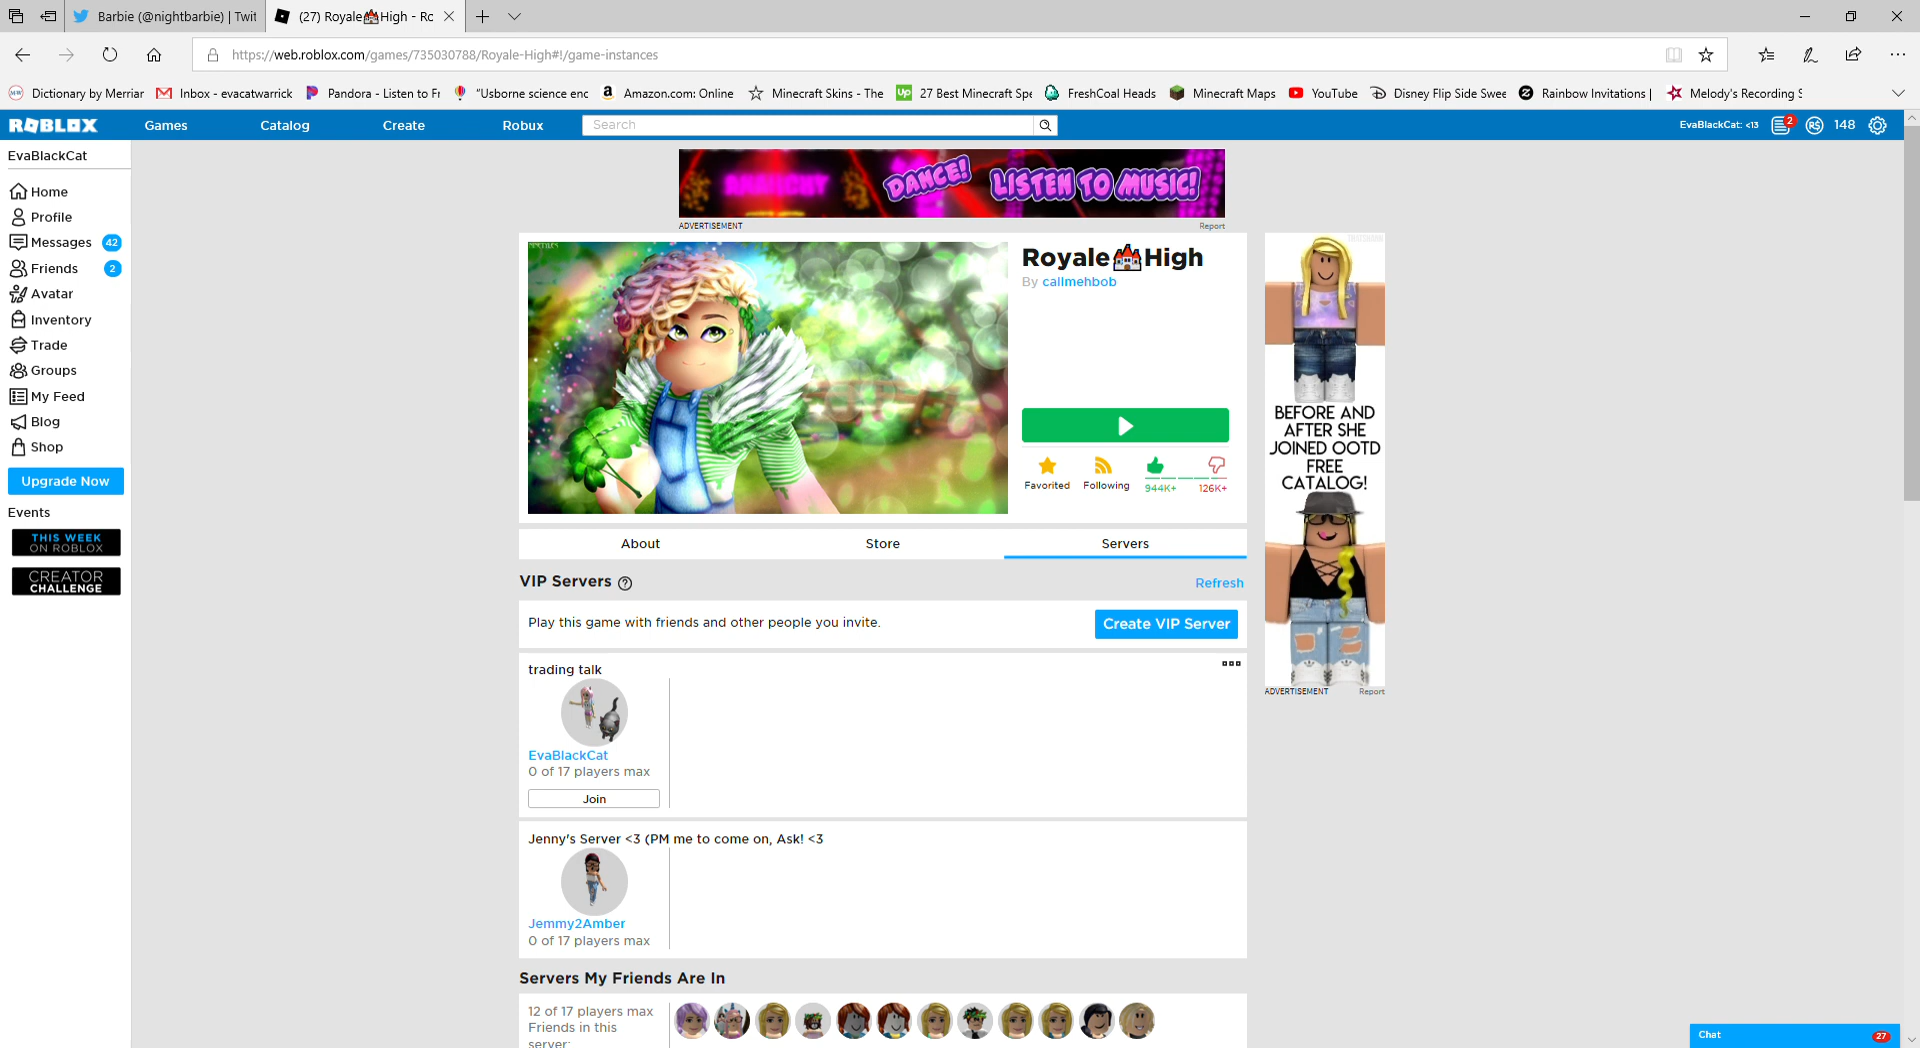 Barbie (@nightbarbie) | Twit
(27) Royale High - Rc
https://web.roblox.com/games/735030788/Royale-High#!/game-instances
Dictionary by Merriar
Inbox - evacatwarrick
Pandora - Listen to Fr
"Usborne science enc
Amazon.com: Online
Minecraft Skins - The
27 Best Minecraft Spe
FreshCoal Heads
Minecraft Maps
YouTube
Disney Flip Side Swee
Rainbow Invitations |
Melody's Recording S
ROBLOX
Games
Catalog
Create
Robux
Search
EvaBlackCat: <13
2
R$
148
EvaBlackCat
Home
Profile
Messages 42
Friends 2
Avatar
Inventory
Trade
Groups
My Feed
Blog
Shop
Upgrade Now
Events
THIS WEEK
ON ROBLOX
CREATOR
CHALLENGE
DANCE!
LISTEN TO MUSIC!
ADVERTISEMENT
Report
Royale🏰High
By callmehbob
Favorited
Following
944K+
126K+
About
Store
Servers
VIP Servers
Refresh
Play this game with friends and other people you invite.
Create VIP Server
trading talk
EvaBlackCat
0 of 17 players max
Join
Jenny's Server <3 (PM me to come on, Ask! <3
Jemmy2Amber
0 of 17 players max
Servers My Friends Are In
12 of 17 players max
Friends in this
server:
BEFORE AND
AFTER SHE
JOINED OOTD
FREE
CATALOG!
ADVERTISEMENT
Report
Chat
27